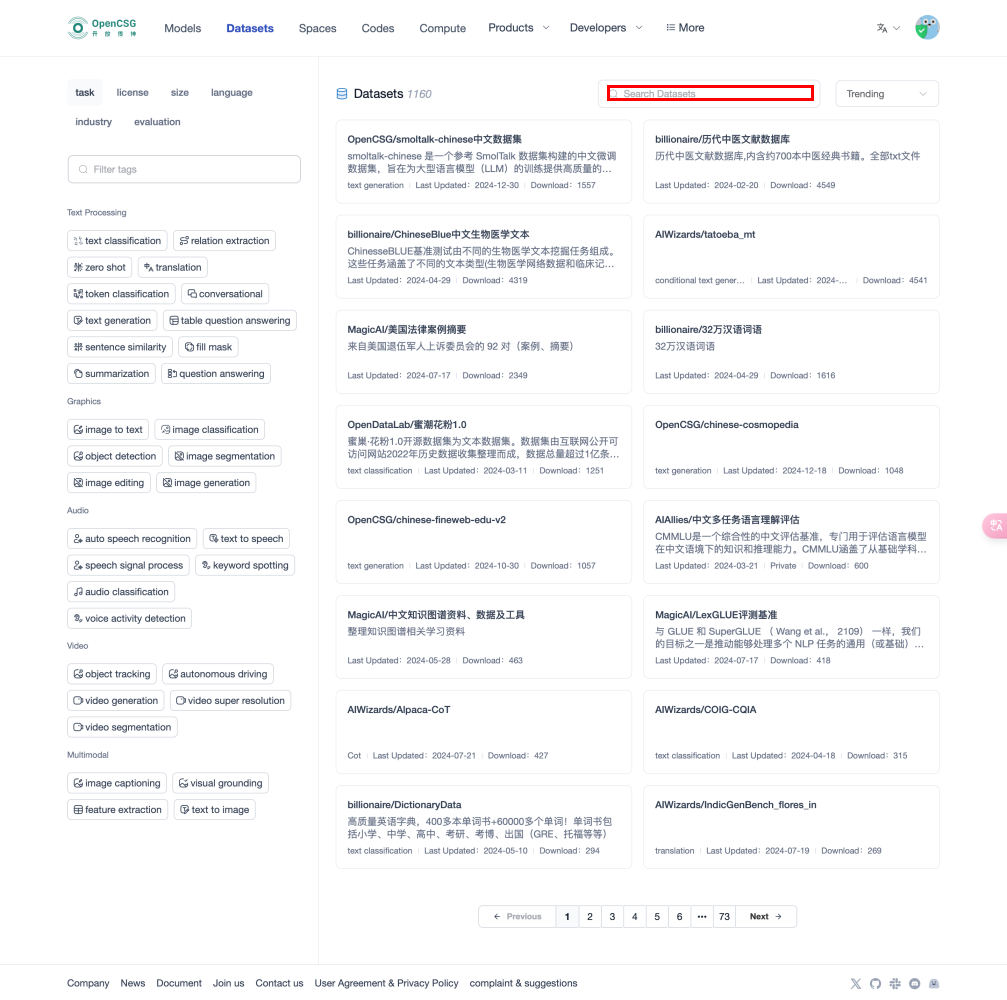 OpenCSG
开放传神
Models
Datasets
Spaces
Codes
Compute
Products
Developers
More
task
license
size
language
industry
evaluation
Filter tags
Text Processing
text classification
relation extraction
zero shot
translation
token classification
conversational
text generation
table question answering
sentence similarity
fill mask
summarization
question answering
Graphics
image to text
image classification
object detection
image segmentation
image editing
image generation
Audio
auto speech recognition
text to speech
speech signal process
keyword spotting
audio classification
voice activity detection
Video
object tracking
autonomous driving
video generation
video super resolution
video segmentation
Multimodal
image captioning
visual grounding
feature extraction
text to image
Datasets 1160
Search Datasets
Trending
OpenCSG/smoltalk-chinese中文数据集
smoltalk-chinese 是一个参考 SmolTalk 数据集构建的中文微调
数据集，旨在为大型语言模型（LLM）的训练提供高质量的...
text generation Last Updated：2024-12-30 Download：1557
billionaire/历代中医文献数据库
历代中医文献数据库,内含约700本中医经典书籍。全部txt文件
Last Updated：2024-02-20 Download：4549
billionaire/ChineseBlue中文生物医学文本
ChinesseBLUE基准测试由不同的生物医学文本挖掘任务组成。
这些任务涵盖了不同的文本类型(生物医学网络数据和临床记...
Last Updated：2024-04-29 Download：4319
AIWizards/tatoeba_mt
conditional text gener... Last Updated：2024-... Download：4541
MagicAI/美国法律案例摘要
来自美国退伍军人上诉委员会的 92 对（案例、摘要）
Last Updated：2024-07-17 Download：2349
billionaire/32万汉语词语
32万汉语词语
Last Updated：2024-04-29 Download：1616
OpenDataLab/蜜潮花粉1.0
蜜巢·花粉1.0开源数据集为文本数据集。数据集由互联网公开可
访问网站2022年历史数据收集整理而成，数据总量超过1亿条...
text classification Last Updated：2024-03-11 Download：1251
OpenCSG/chinese-cosmopedia
text generation Last Updated：2024-12-18 Download：1048
OpenCSG/chinese-fineweb-edu-v2
text generation Last Updated：2024-10-30 Download：1057
AIAllies/中文多任务语言理解评估
CMMLU是一个综合性的中文评估基准，专门用于评估语言模型
在中文语境下的知识和推理能力。CMMLU涵盖了从基础学科...
Last Updated：2024-03-21 Private Download：600
MagicAI/中文知识图谱资料、数据及工具
整理知识图谱相关学习资料
Last Updated：2024-05-28 Download：463
MagicAI/LexGLUE评测基准
与 GLUE 和 SuperGLUE （ Wang et al.， 2109） 一样，我们
的目标之一是推动能够处理多个 NLP 任务的通用（或基础）...
Last Updated：2024-07-17 Download：418
AIWizards/Alpaca-CoT
Cot Last Updated：2024-07-21 Download：427
AIWizards/COIG-CQIA
text classification Last Updated：2024-04-18 Download：315
billionaire/DictionaryData
高质量英语字典，400多本单词书+60000多个单词！单词书包
括小学、中学、高中、考研、考博、出国（GRE、托福等等）
text classification Last Updated：2024-05-10 Download：294
AIWizards/IndicGenBench_flores_in
translation Last Updated：2024-07-19 Download：269
Previous 1 2 3 4 5 6 ••• 73 Next
Company News Document Join us Contact us User Agreement & Privacy Policy complaint & suggestions